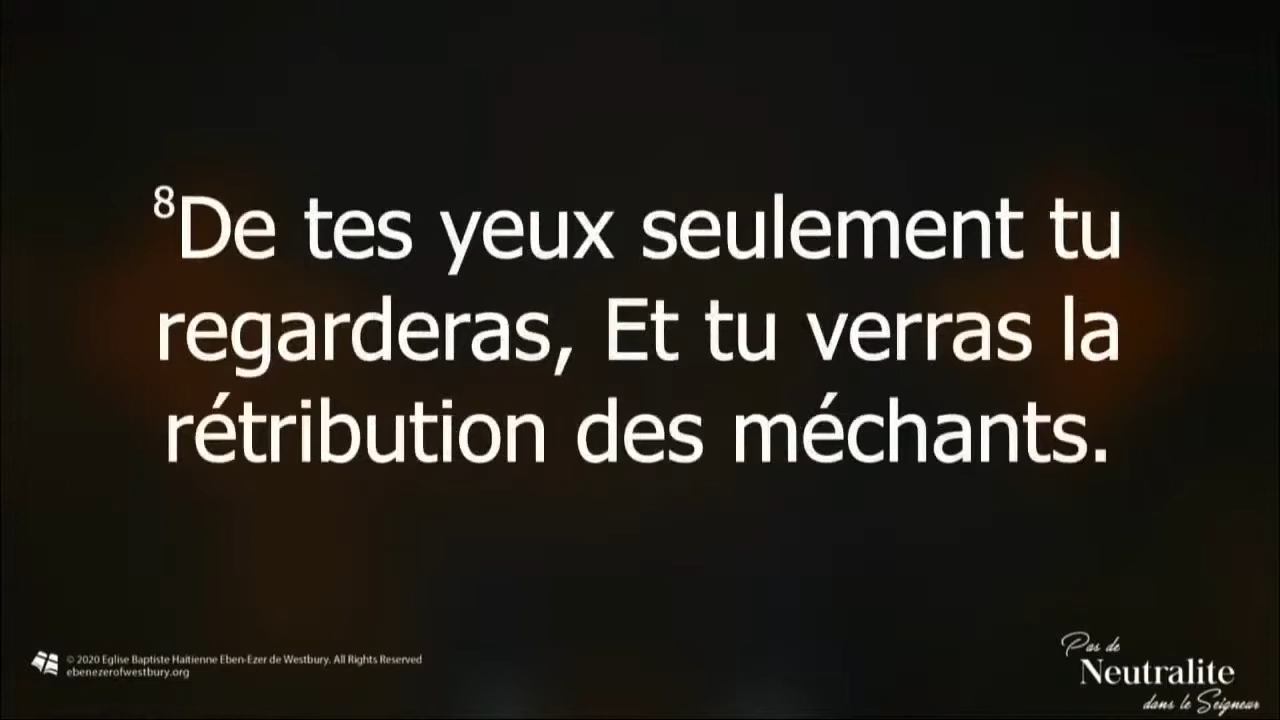 ⁸De tes yeux seulement tu
regarderas, Et tu verras la
rétribution des méchants.
© 2020 Eglise Baptiste Haitienne Eben-Ezer de Westbury. All Rights Reserved
ebenezerofwestbury.org
Pas de
Neutralite
dans le Seigneur